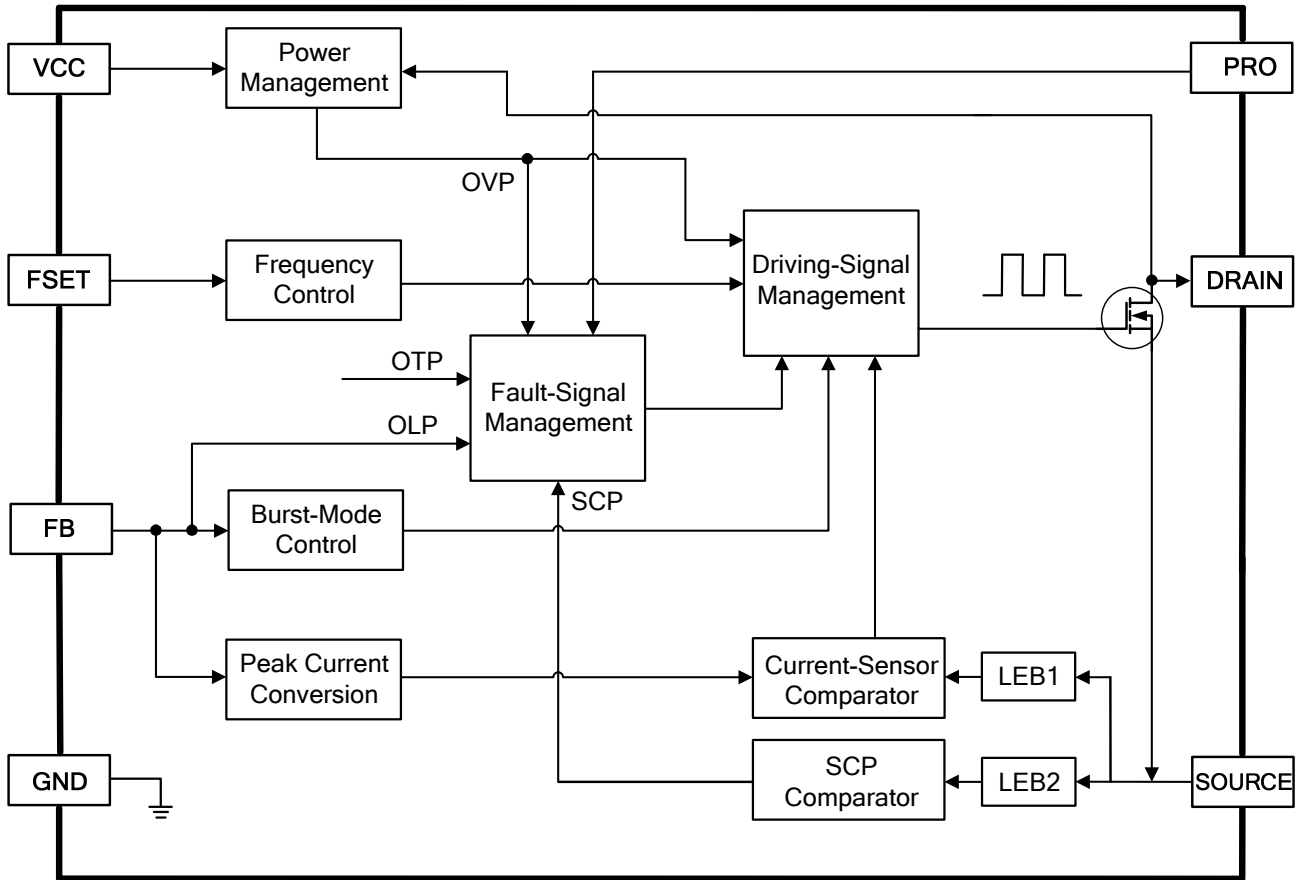 VCC
Power
Management
PRO
OVP
FSET
Frequency
Control
Driving-Signal
Management
DRAIN
OTP
Fault-Signal
Management
OLP
FB
Burst-Mode
Control
SCP
Peak Current
Conversion
Current-Sensor
Comparator
LEB1
GND
SCP
Comparator
LEB2
SOURCE